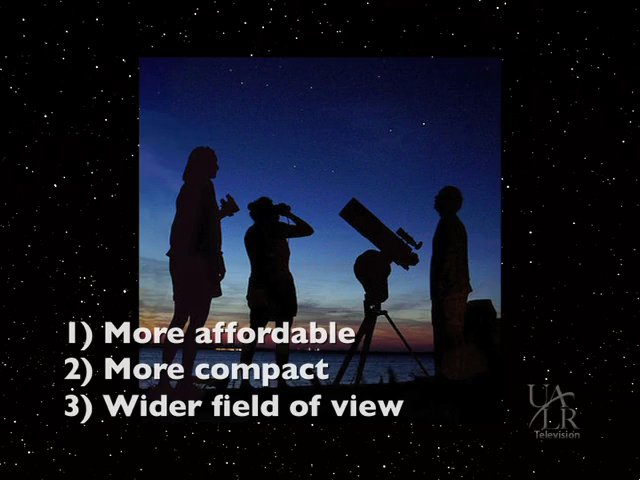 1) More affordable
2) More compact
3) Wider field of view
UALR
Television